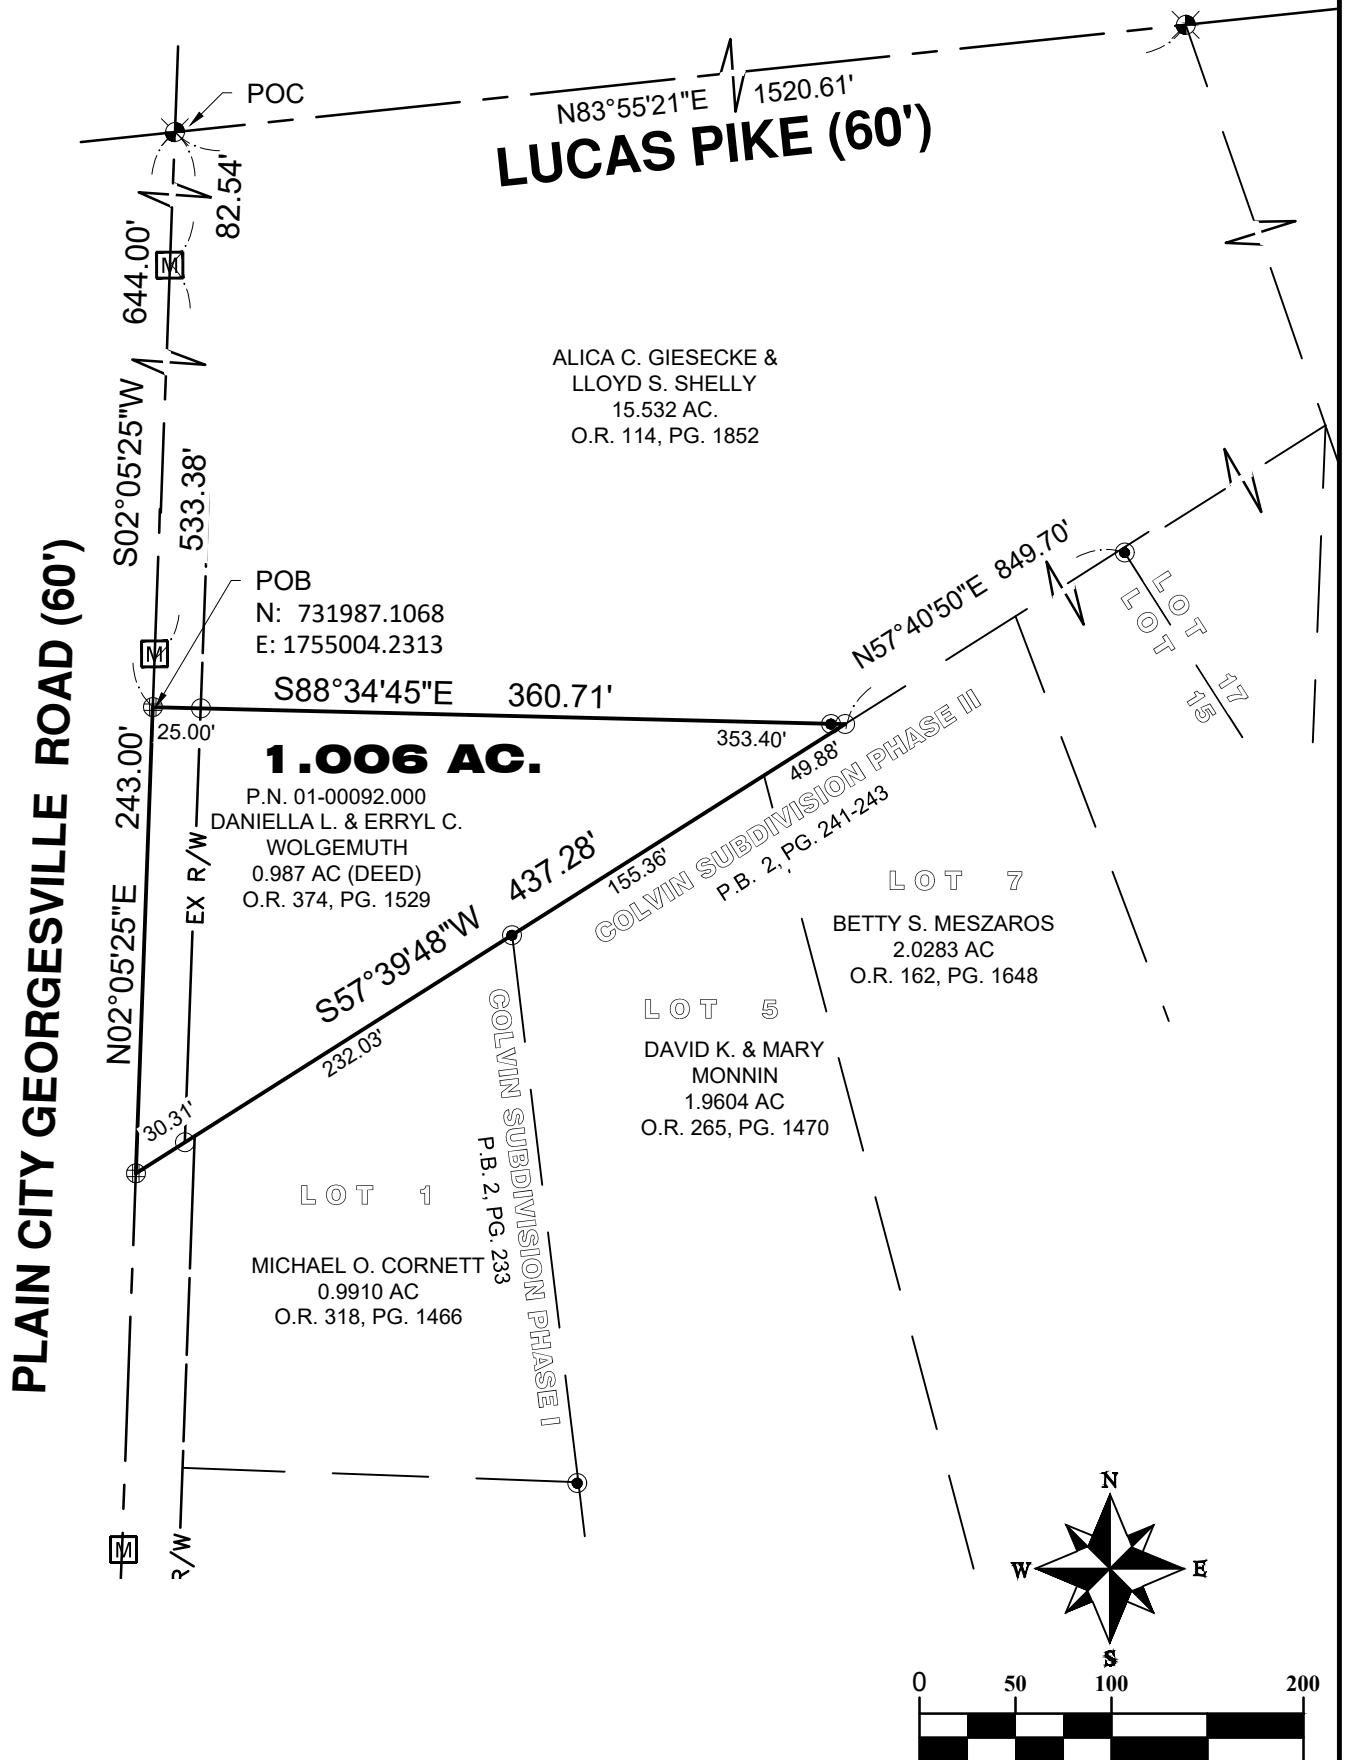 POC
N83°55'21"E 1520.61'
LUCAS PIKE (60')
82.54'
644.00'
M
S02°05'25"W
533.38'
ALICA C. GIESECKE &
LLOYD S. SHELLY
15.532 AC.
O.R. 114, PG. 1852
POB
N: 731987.1068
E: 1755004.2313
M
S88°34'45"E 360.71'
25.00'
353.40'
N57°40'50"E 849.70'
LOT 17
LOT 15
PLAIN CITY GEORGESVILLE ROAD (60')
243.00'
N02°05'25"E
EX R/W
1.006 AC.
P.N. 01-00092.000
DANIELLA L. & ERRYL C.
WOLGEMUTH
0.987 AC (DEED)
O.R. 374, PG. 1529
S57°39'48"W 437.28'
49.88'
155.36'
232.03'
30.31'
COLVIN SUBDIVISION PHASE II
P.B. 2, PG. 241-243
LOT 7
BETTY S. MESZAROS
2.0283 AC
O.R. 162, PG. 1648
LOT 5
DAVID K. & MARY
MONNIN
1.9604 AC
O.R. 265, PG. 1470
COLVIN SUBDIVISION PHASE I
P.B. 2, PG. 233
LOT 1
MICHAEL O. CORNETT
0.9910 AC
O.R. 318, PG. 1466
M
R/W
N
W E
S
0 50 100 200